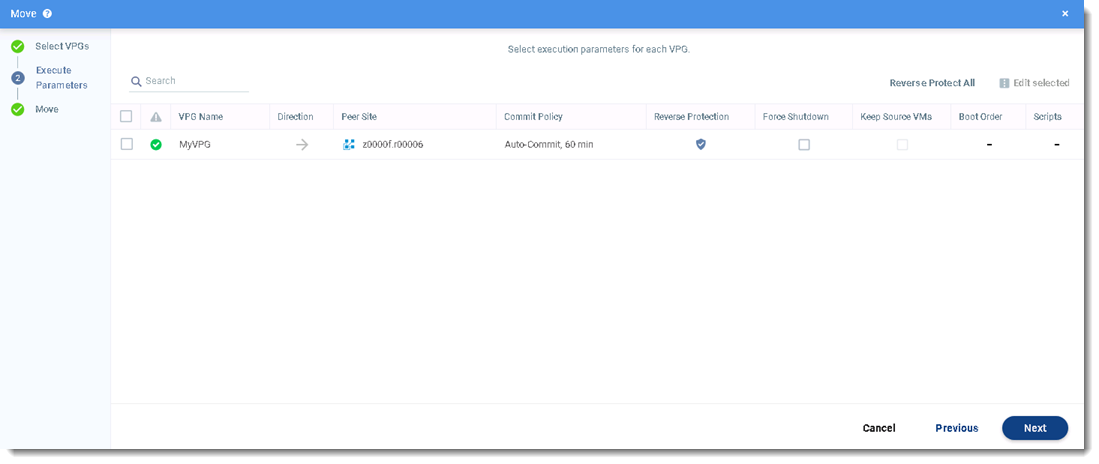 Move ?
Select VPGs
2 Execute
Parameters
Move
Select execution parameters for each VPG.
Search
Reverse Protect All Edit selected
VPG Name Direction Peer Site Commit Policy Reverse Protection Force Shutdown Keep Source VMs Boot Order Scripts
MyVPG z0000f.r00006 Auto-Commit, 60 min - -
Cancel Previous Next